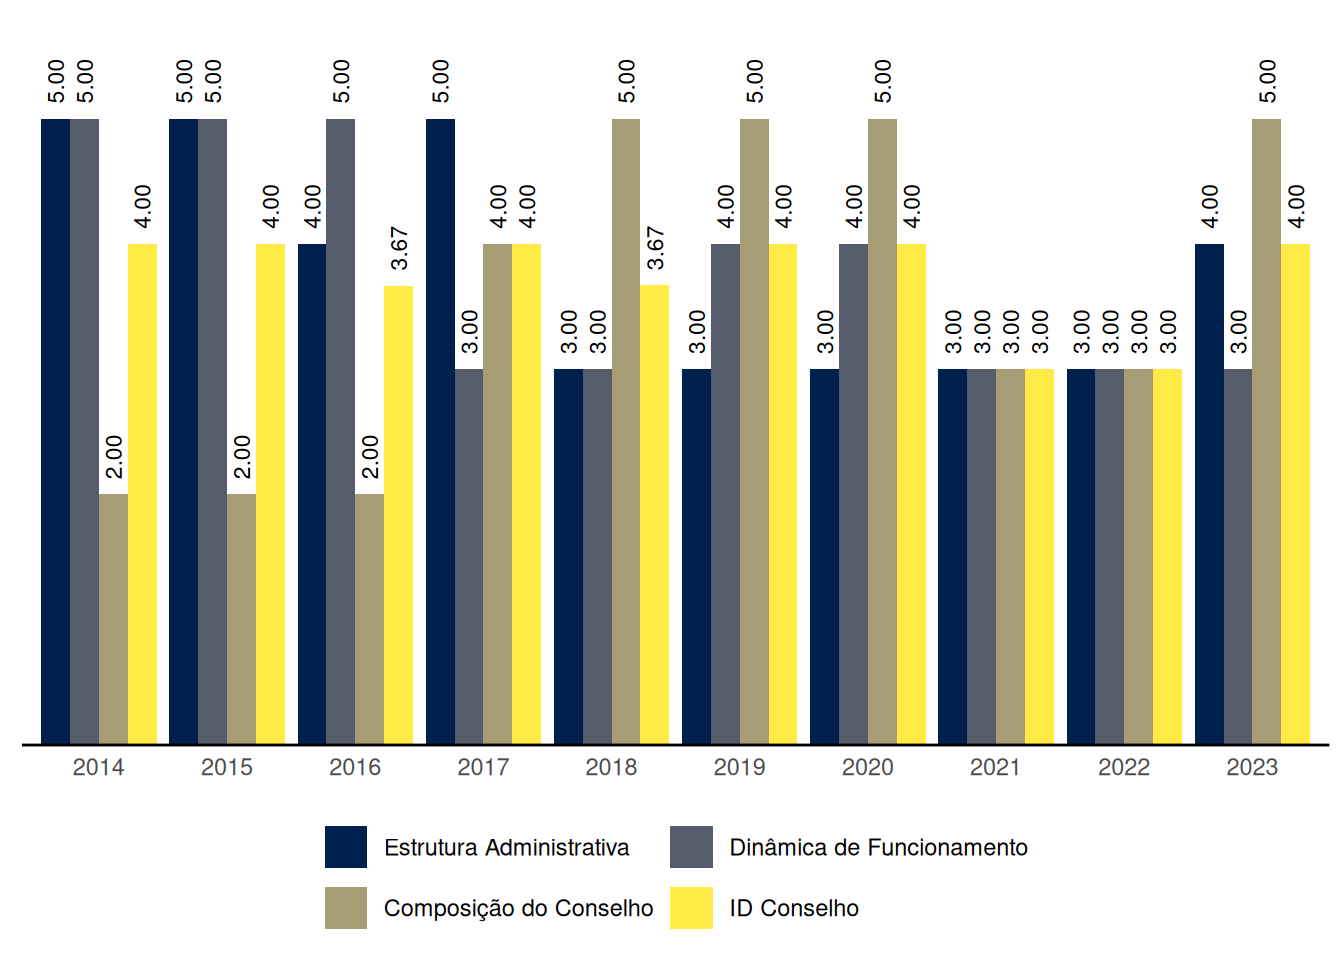 5.00 5.00 2.00 4.00
5.00 5.00 2.00 4.00
4.00 5.00 2.00 3.67
5.00 3.00 4.00 4.00
3.00 3.00 5.00 3.67
3.00 4.00 5.00 4.00
3.00 4.00 5.00 4.00
3.00 3.00 3.00 3.00
3.00 3.00 3.00 3.00
4.00 3.00 5.00 4.00
2014 2015 2016 2017 2018 2019 2020 2021 2022 2023
Estrutura Administrativa Dinâmica de Funcionamento
Composição do Conselho ID Conselho